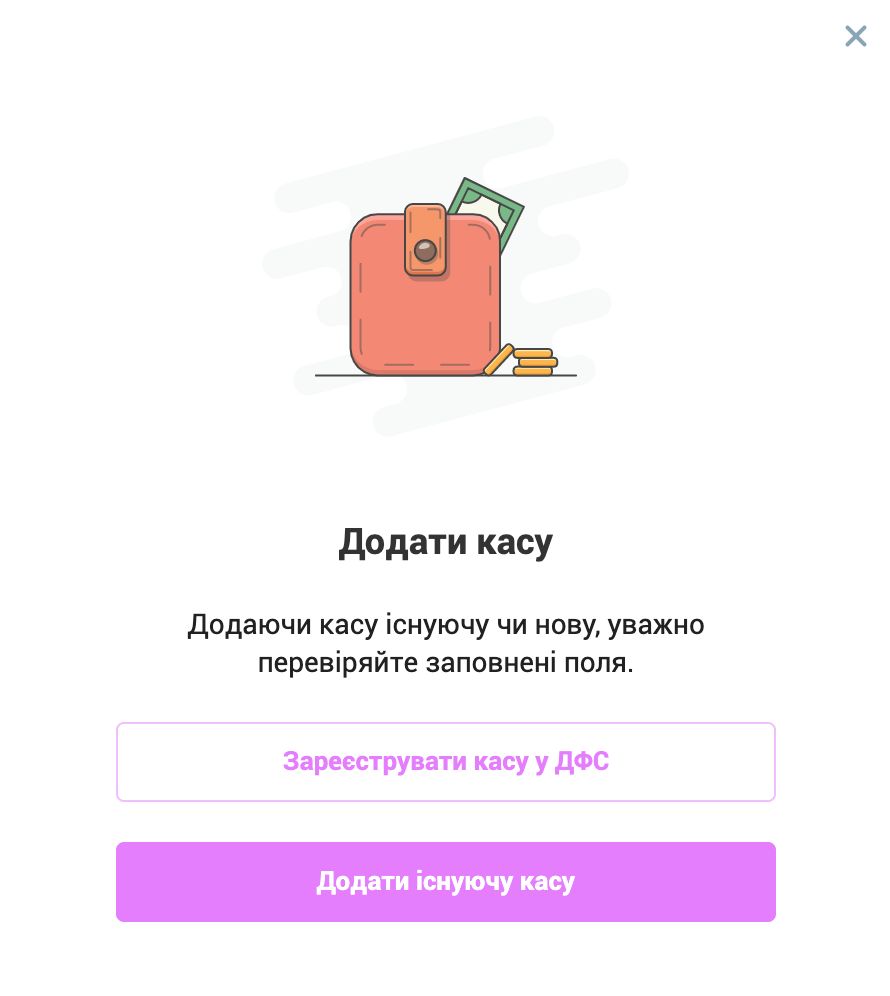 Додати касу
Додаючи касу існуючу чи нову, уважно
перевіряйте заповнені поля.
Зареєструвати касу у ДФС
Додати існуючу касу